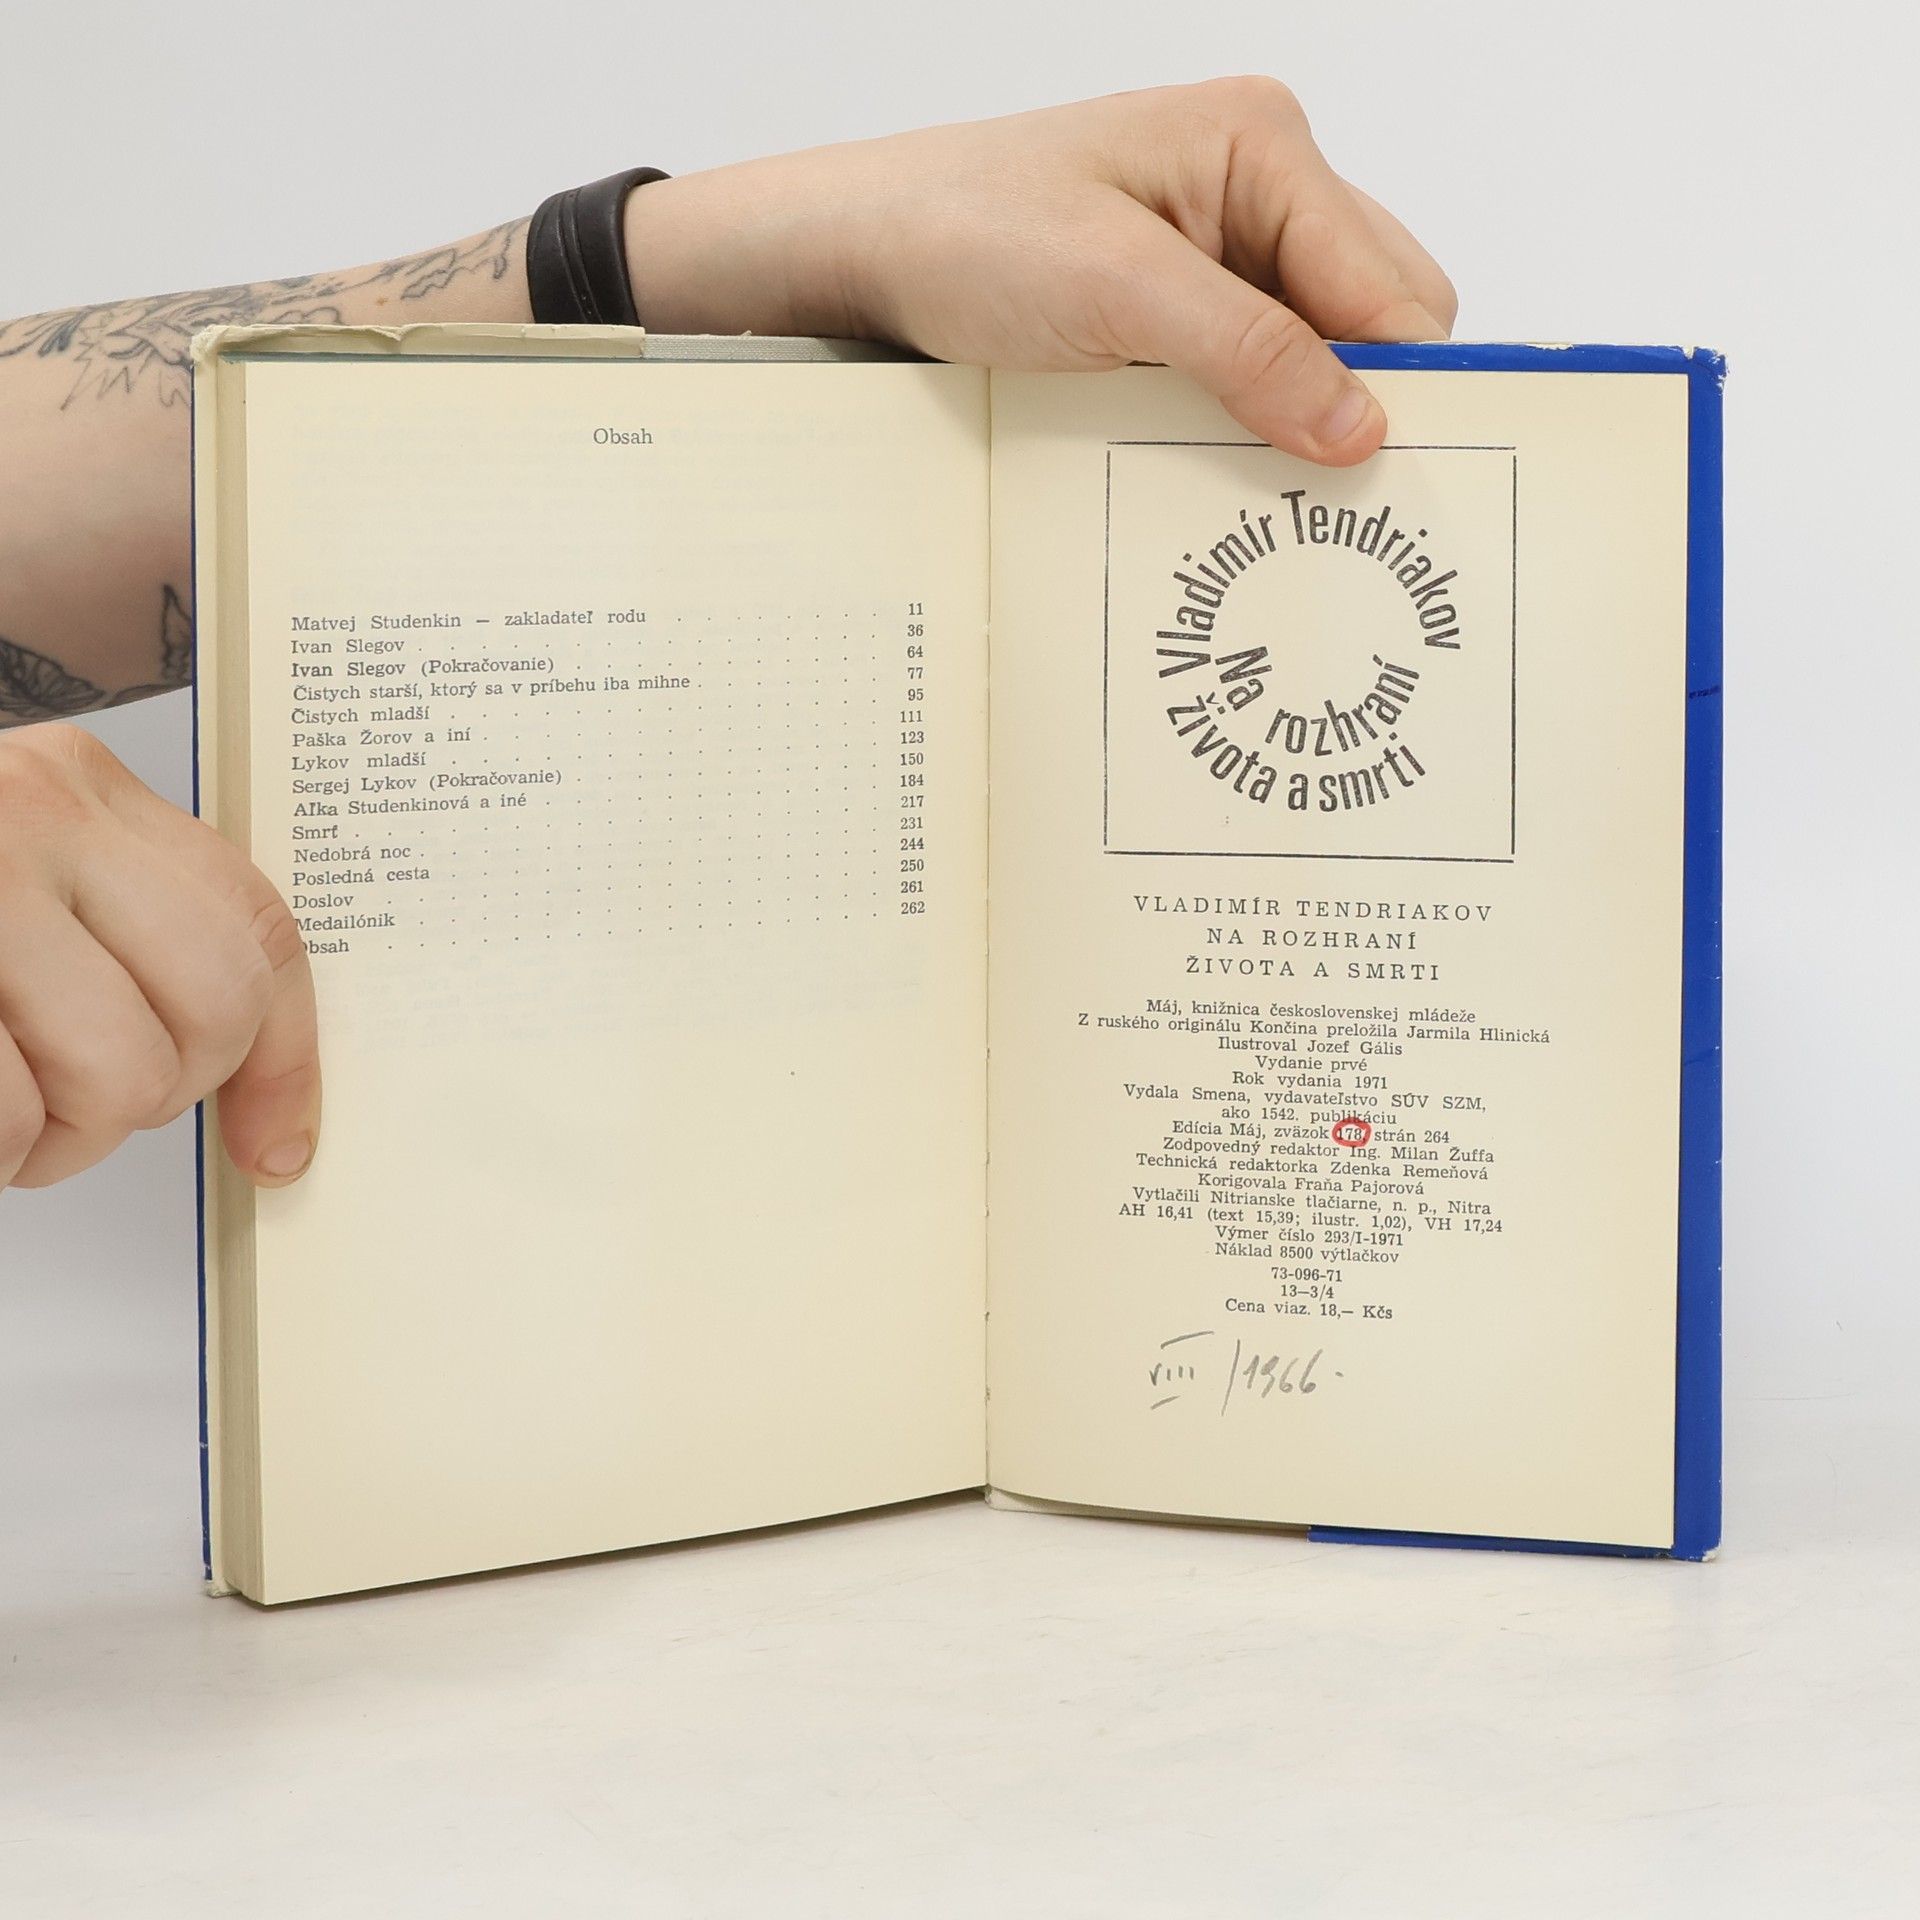 Obsah
Matvej Studenkin — zakladateľ rodu . . . . . . . 11
Ivan Slegov . . . . . . . . . . . . . . . 36
Ivan Slegov (Pokračovanie) . . . . . . . . . . 64
Čistych starší, ktorý sa v príbehu iba mihne . . . . . . 77
Čistych mladší . . . . . . . . . . . . . . 95
Paška Žorov a iní . . . . . . . . . . . . . 111
Lykov mladší . . . . . . . . . . . . . . 123
Sergej Lykov (Pokračovanie) . . . . . . . . . . 150
Aľka Studenkinová a iné . . . . . . . . . . . 184
Smrť . . . . . . . . . . . . . . . . . 217
Nedobrá noc . . . . . . . . . . . . . . . 231
Posledná cesta . . . . . . . . . . . . . . 244
Doslov . . . . . . . . . . . . . . . . 250
Medailónik . . . . . . . . . . . . . . . 261
bsah . . . . . . . . . . . . . . . . 262
Vladimír Tendriakov
Na rozhraní
života a smrti
VLADIMÍR TENDRIAKOV
NA ROZHRANÍ
ŽIVOTA A SMRTI
Máj, knižnica československej mládeže
Z ruského originálu Končina preložila Jarmila Hlinická
Ilustroval Jozef Gális
Vydanie prvé
Rok vydania 1971
Vydala Smena, vydavateľstvo SÚV SZM,
ako 1542. publikáciu
Edícia Máj, zväzok 178, strán 264
Zodpovedný redaktor Ing. Milan Žuffa
Technická redaktorka Zdenka Remeňová
Korigovala Fraňa Pajorová
Vytlačili Nitrianske tlačiarne, n. p., Nitra
AH 16,41 (text 15,39; ilustr. 1,02), VH 17,24
Výmer číslo 293/I-1971
Náklad 8500 výtlačkov
73-096-71
13—3/4
Cena viaz. 18,— Kčs
VIII /1966.